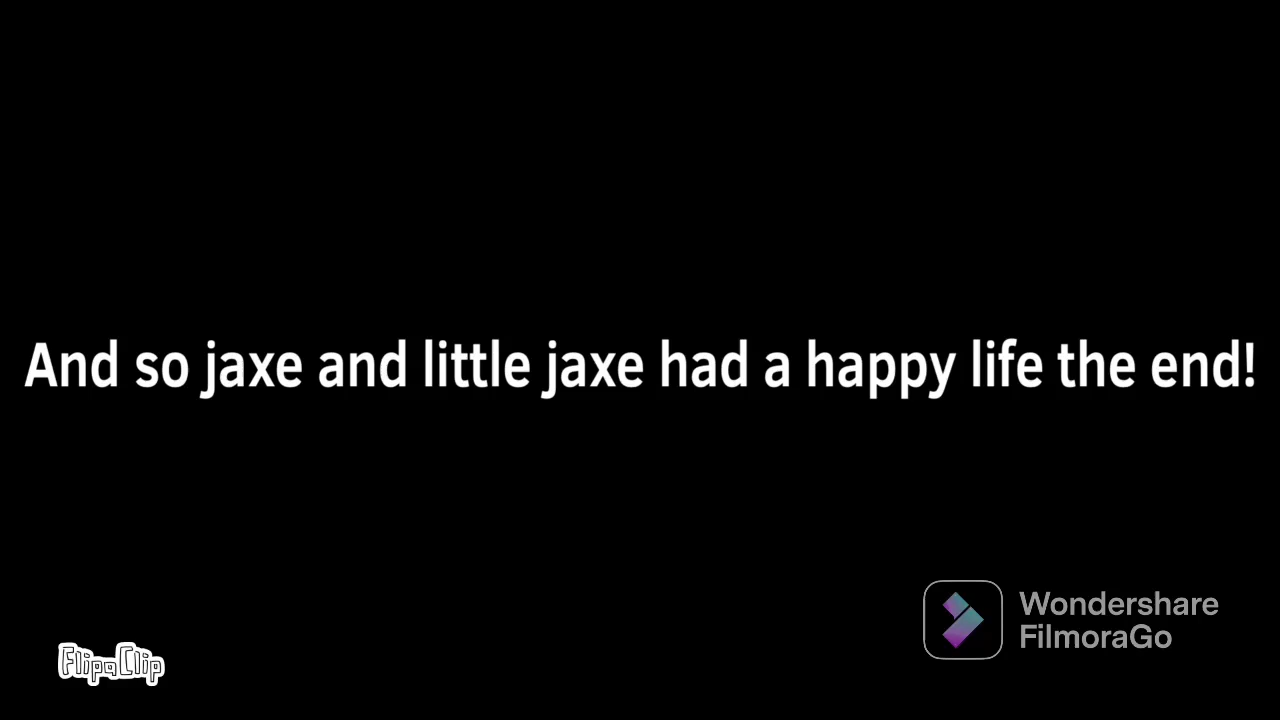 And so jaxe and little jaxe had a happy life the end!
Wondershare
FilmoraGo
FlipaClip